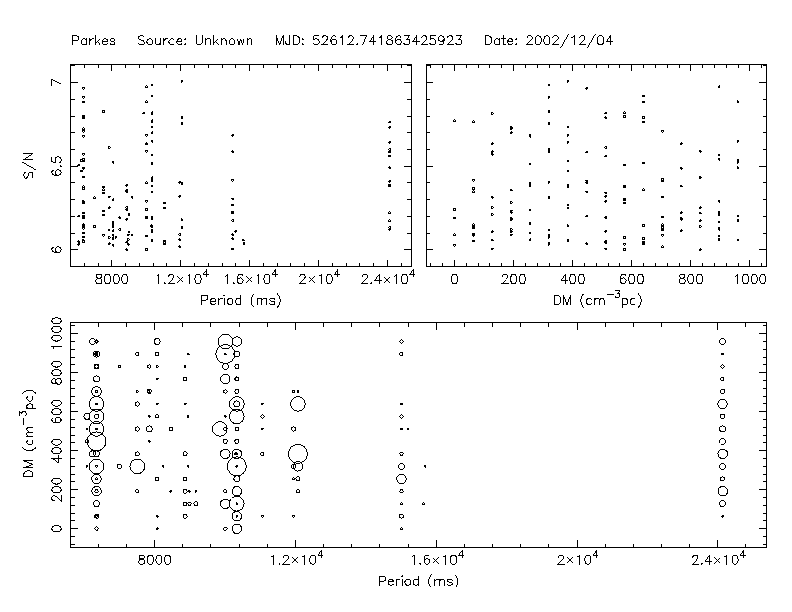 Parkes Source: Unknown MJD: 52612.741863425923 Date: 2002/12/04
S/N
7
6.5
6
8000 1.2×10⁴ 1.6×10⁴ 2×10⁴ 2.4×10⁴
Period (ms)
0 200 400 600 800 1000
DM (cm⁻³pc)
DM (cm⁻³pc)
1000
800
600
400
200
0
8000 1.2×10⁴ 1.6×10⁴ 2×10⁴ 2.4×10⁴
Period (ms)